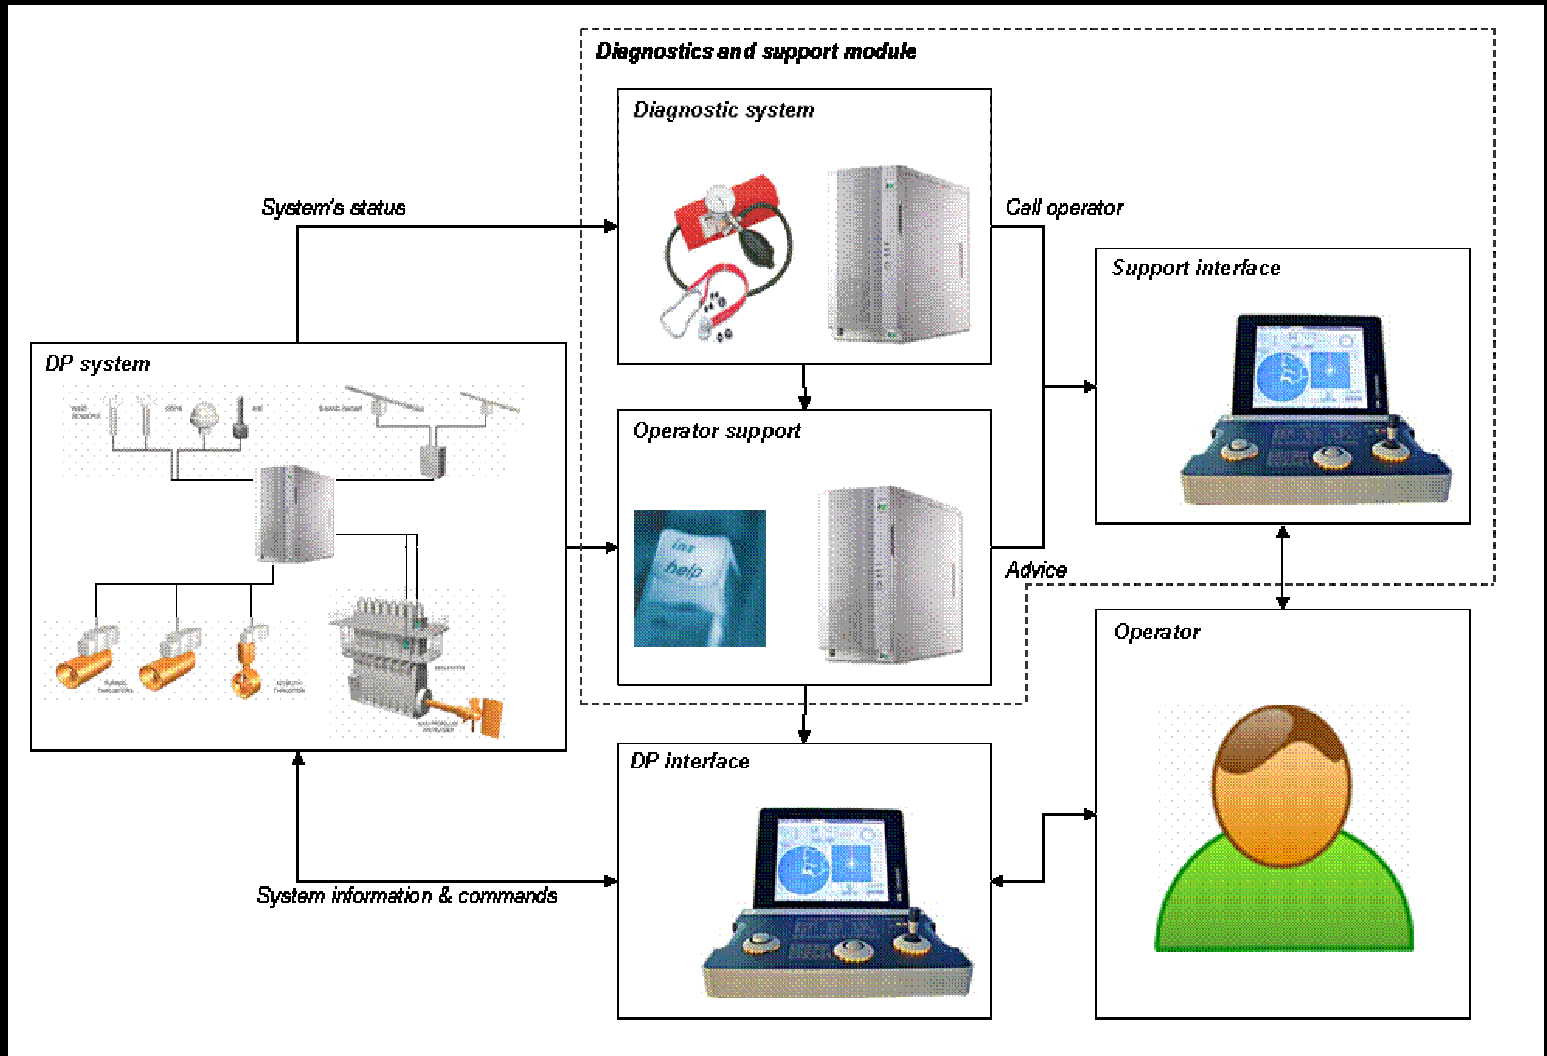 Diagnostics and support module
Diagnostic system
System's status
Call operator
Support interface
DP system
Operator support
help
Advice
Operator
DP interface
System information & commands